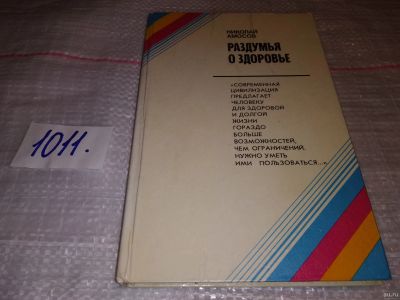 НИКОЛАЙ
АМОСОВ
РАЗДУМЬЯ
О ЗДОРОВЬЕ
«СОВРЕМЕННАЯ
ЦИВИЛИЗАЦИЯ
ПРЕДЛАГАЕТ
ЧЕЛОВЕКУ
ДЛЯ ЗДОРОВОЙ
И ДОЛГОЙ
ЖИЗНИ
ГОРАЗДО
БОЛЬШЕ
ВОЗМОЖНОСТЕЙ,
ЧЕМ ОГРАНИЧЕНИЙ,
НУЖНО УМЕТЬ
ИМИ ПОЛЬЗОВАТЬСЯ...»
1011.